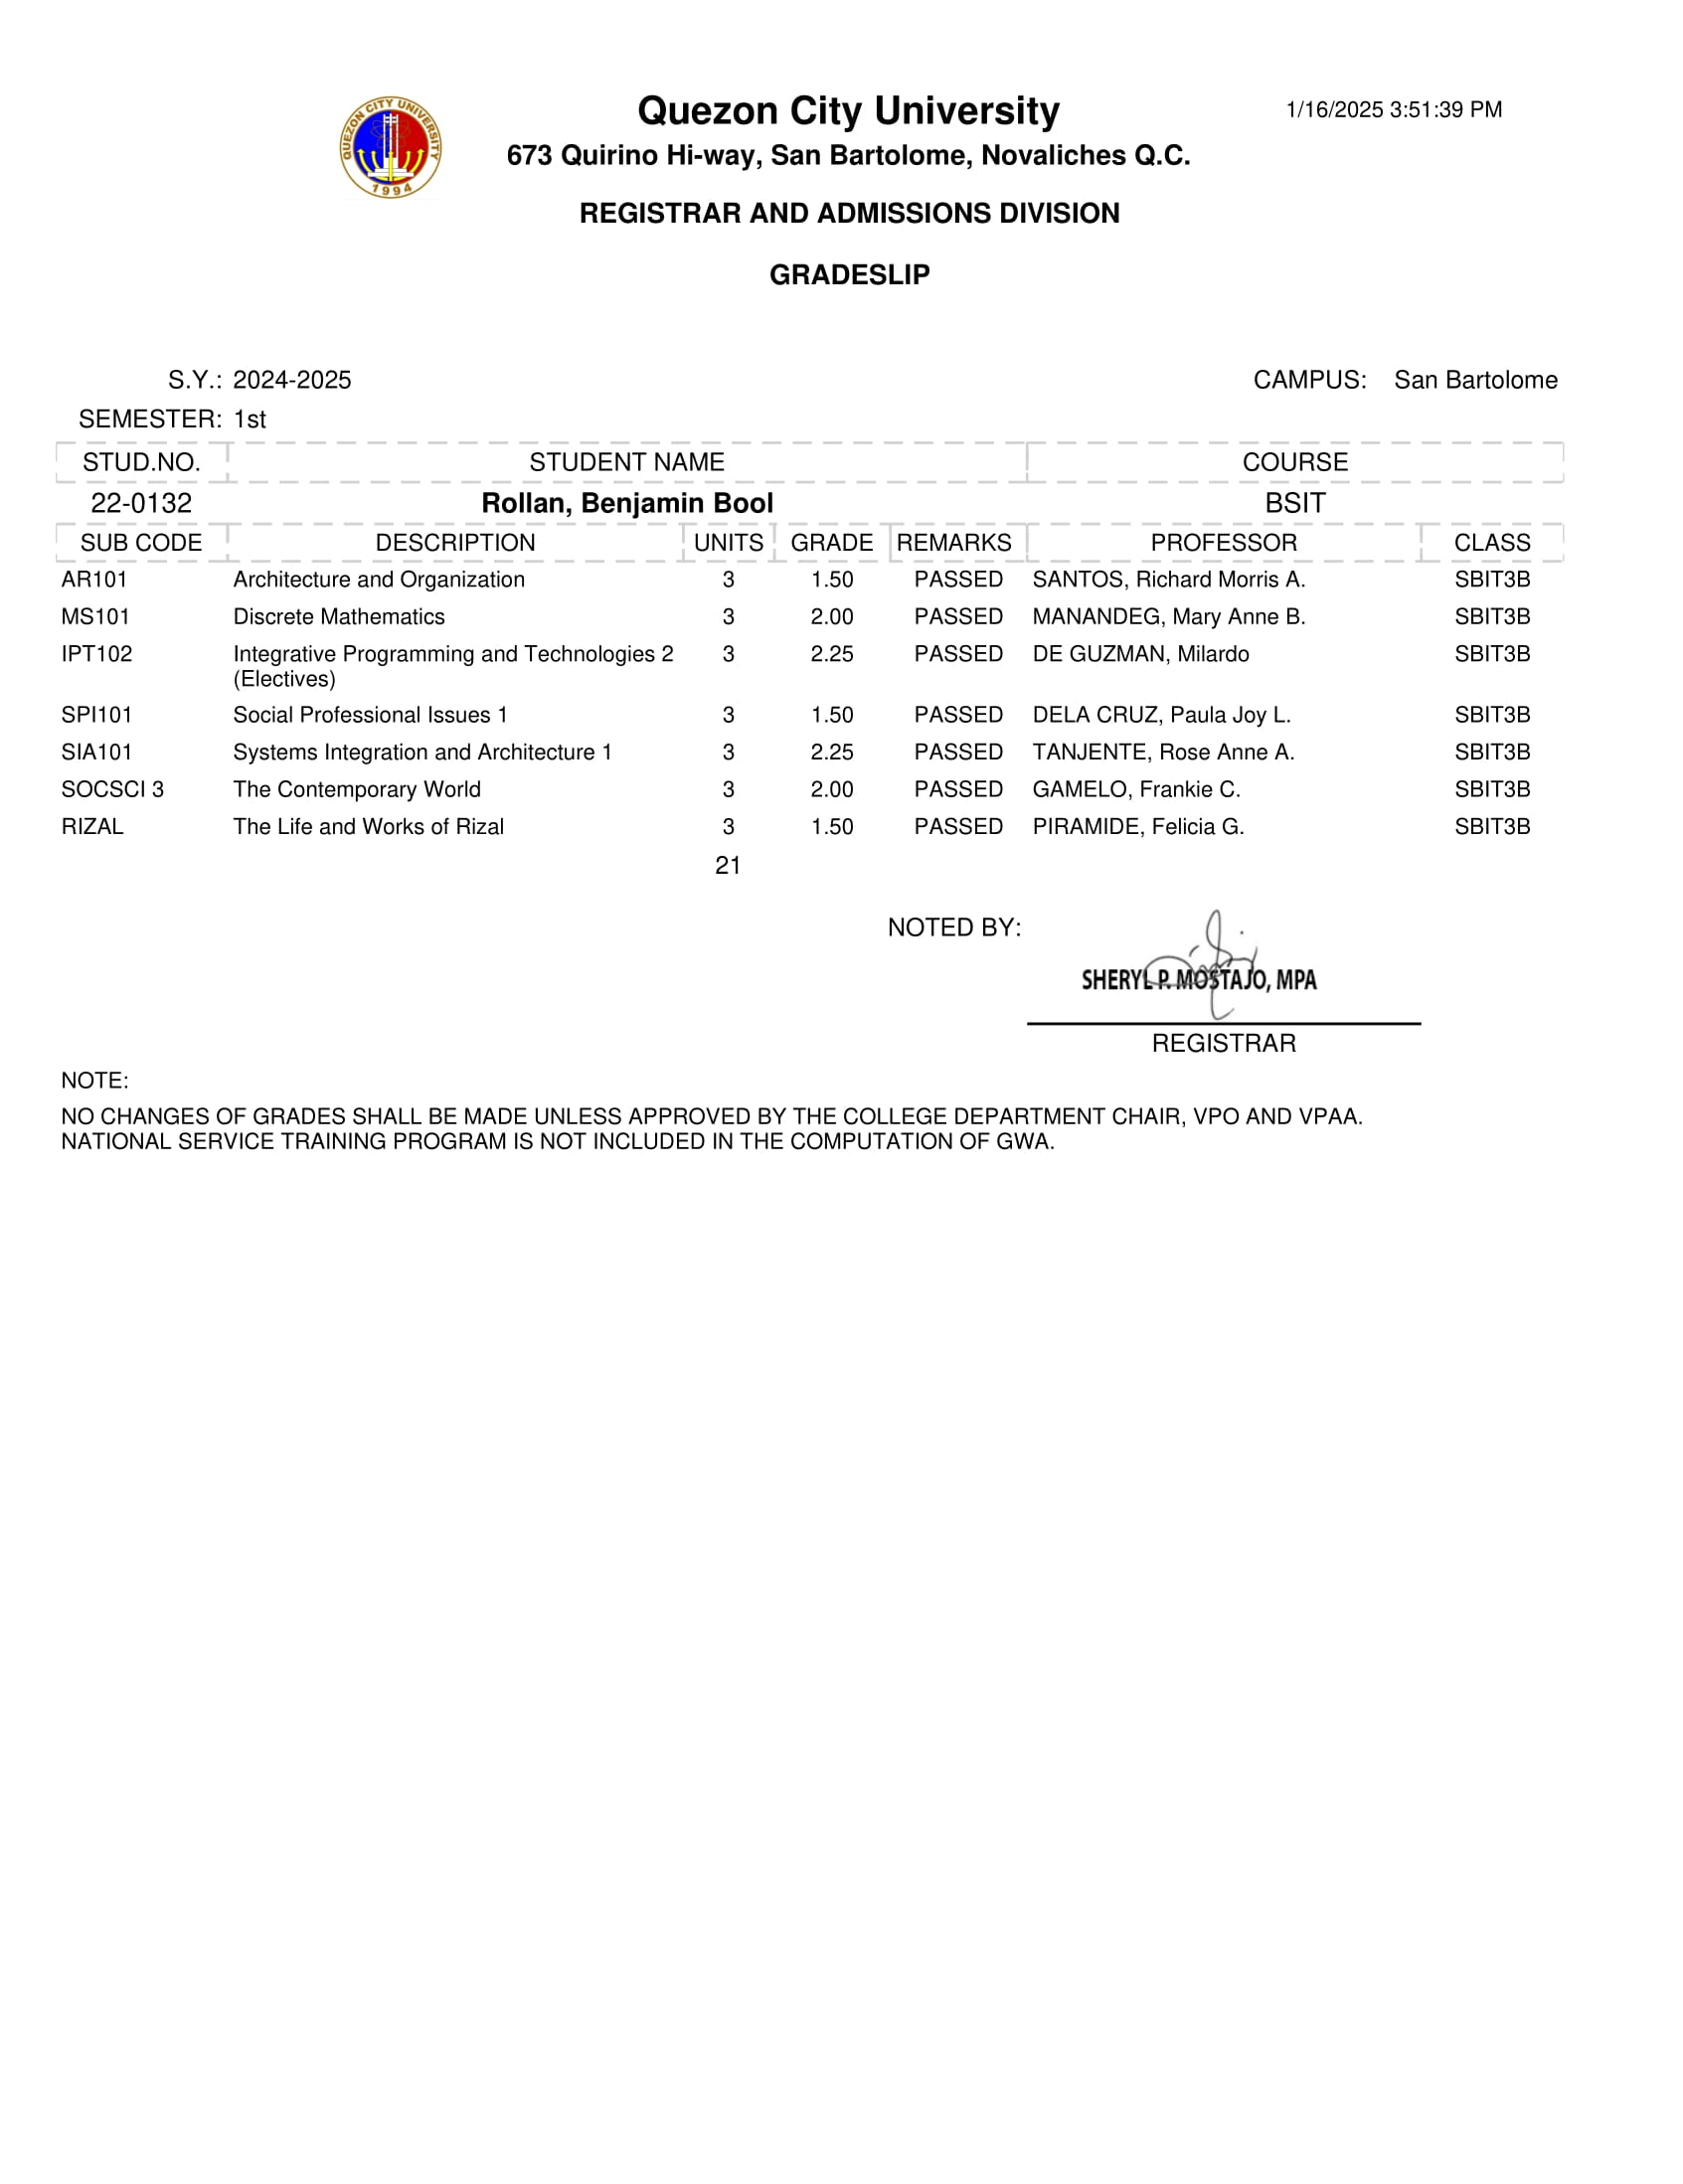 QUEZON CITY UNIVERSITY
1994
Quezon City University
1/16/2025 3:51:39 PM
673 Quirino Hi-way, San Bartolome, Novaliches Q.C.
REGISTRAR AND ADMISSIONS DIVISION
GRADESLIP
S.Y.: 2024-2025 CAMPUS: San Bartolome
SEMESTER: 1st
STUD.NO. STUDENT NAME COURSE
22-0132 Rollan, Benjamin Bool BSIT
SUB CODE DESCRIPTION UNITS GRADE REMARKS PROFESSOR CLASS
AR101 Architecture and Organization 3 1.50 PASSED SANTOS, Richard Morris A. SBIT3B
MS101 Discrete Mathematics 3 2.00 PASSED MANANDEG, Mary Anne B. SBIT3B
IPT102 Integrative Programming and Technologies 2 3 2.25 PASSED DE GUZMAN, Milardo SBIT3B
(Electives)
SPI101 Social Professional Issues 1 3 1.50 PASSED DELA CRUZ, Paula Joy L. SBIT3B
SIA101 Systems Integration and Architecture 1 3 2.25 PASSED TANJENTE, Rose Anne A. SBIT3B
SOCSCI 3 The Contemporary World 3 2.00 PASSED GAMELO, Frankie C. SBIT3B
RIZAL The Life and Works of Rizal 3 1.50 PASSED PIRAMIDE, Felicia G. SBIT3B
21
NOTED BY:
SHERYL P. MOSTAJO, MPA
REGISTRAR
NOTE:
NO CHANGES OF GRADES SHALL BE MADE UNLESS APPROVED BY THE COLLEGE DEPARTMENT CHAIR, VPO AND VPAA.
NATIONAL SERVICE TRAINING PROGRAM IS NOT INCLUDED IN THE COMPUTATION OF GWA.